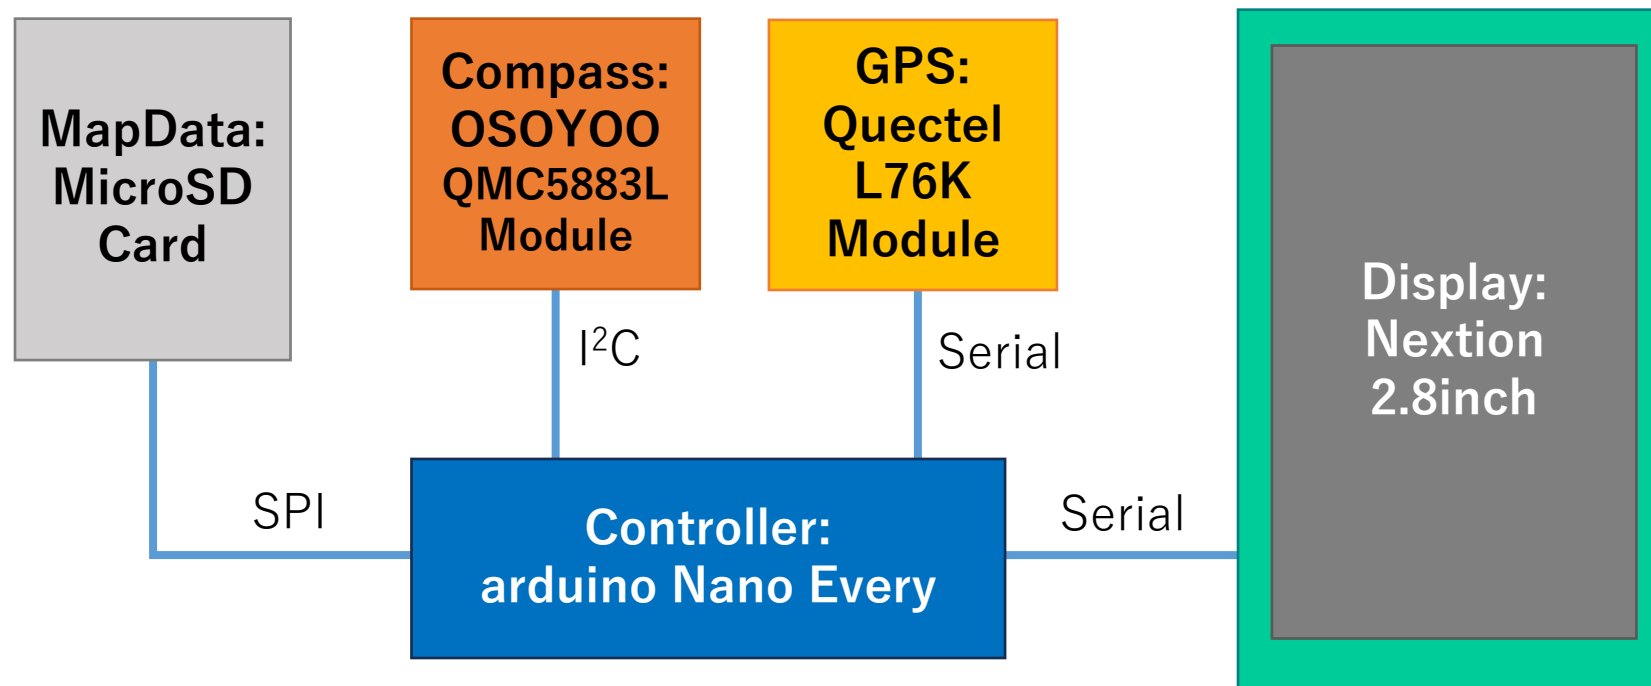 MapData:
MicroSD
Card
Compass:
OSOYOO
QMC5883L
Module
GPS:
Quectel
L76K
Module
Display:
Nextion
2.8inch
I²C
Serial
SPI
Controller:
arduino Nano Every
Serial